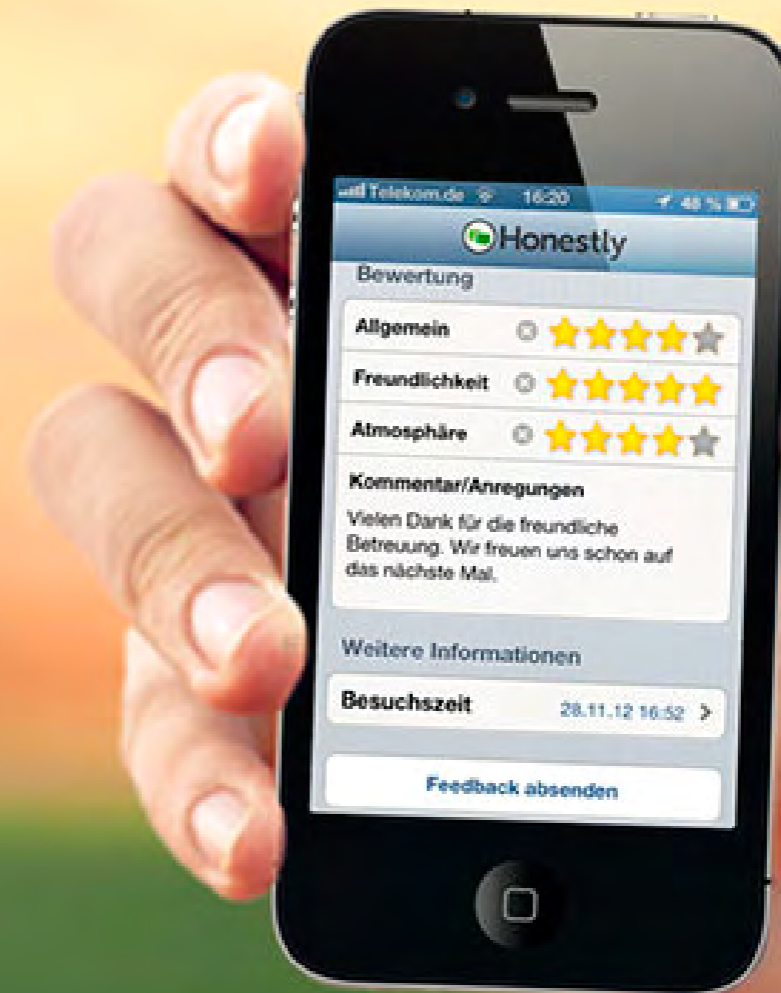 Telekom.de 16:20 48 %
Honestly
Bewertung
Allgemein
Freundlichkeit
Atmosphäre
Kommentar/Anregungen
Vielen Dank für die freundliche
Betreuung. Wir freuen uns schon auf
das nächste Mal.
Weitere Informationen
Besuchszeit 28.11.12 16:52
Feedback absenden